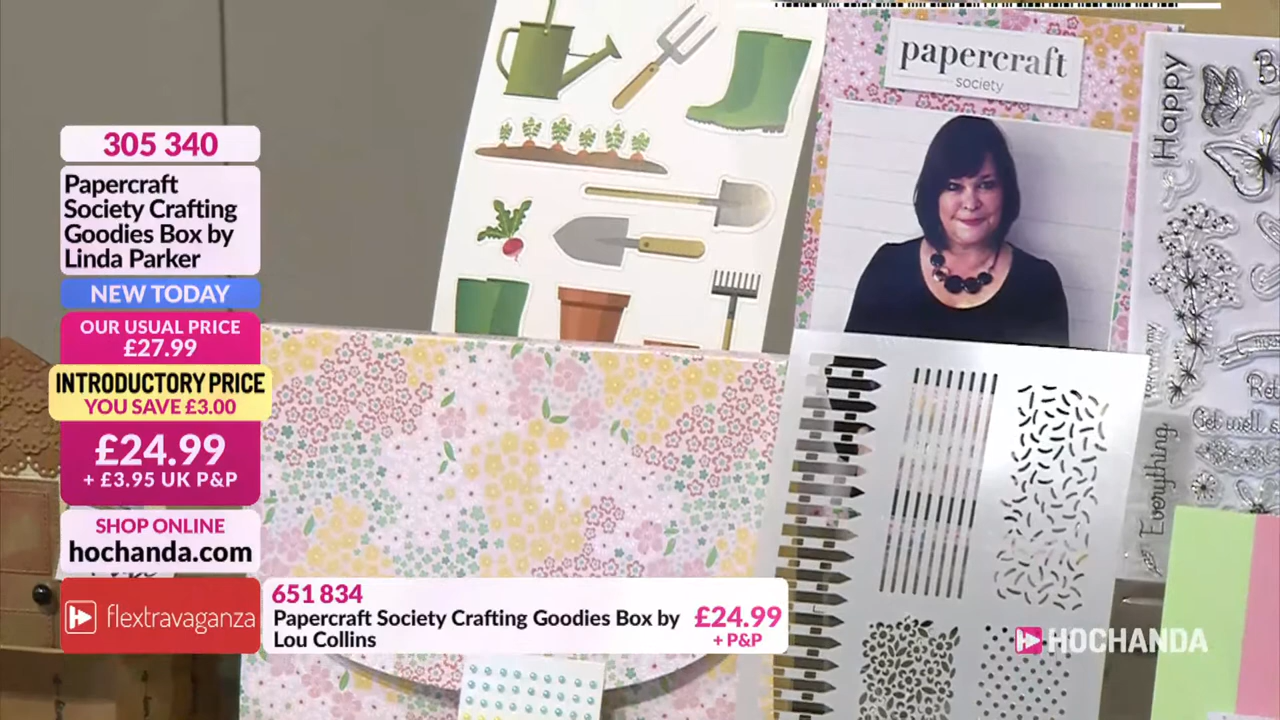 305 340
Papercraft
Society Crafting
Goodies Box by
Linda Parker
NEW TODAY
OUR USUAL PRICE
£27.99
INTRODUCTORY PRICE
YOU SAVE £3.00
£24.99
+ £3.95 UK P&P
SHOP ONLINE
hochanda.com
flextravaganza
651 834
Papercraft Society Crafting Goodies Box by
Lou Collins
£24.99
+ P&P
papercraft
society
Happy
Everything
Get well
HOCHANDA